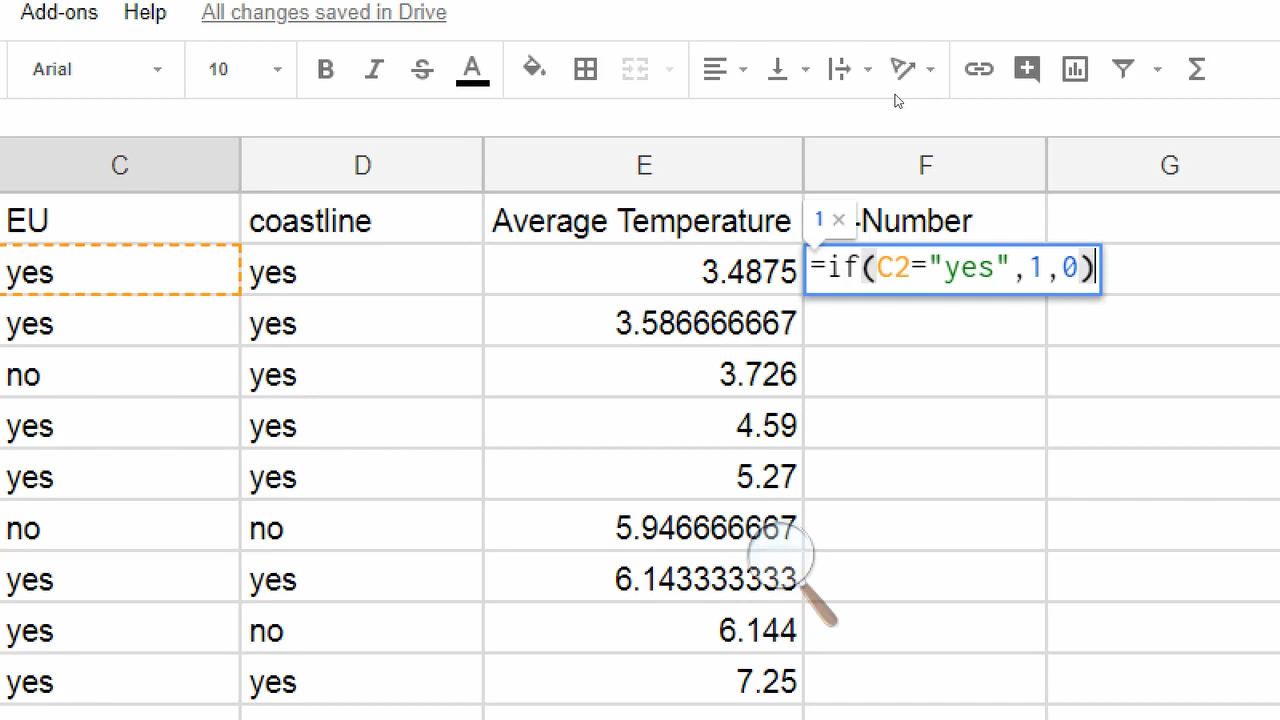 Add-ons Help All changes saved in Drive
Arial 10 B I S A Σ
C D E F G
EU coastline Average Temperature 1 × -Number
yes yes 3.4875 =if(C2="yes",1,0)
yes yes 3.586666667
no yes 3.726
yes yes 4.59
yes yes 5.27
no no 5.946666667
yes yes 6.143333333
yes no 6.144
yes yes 7.25